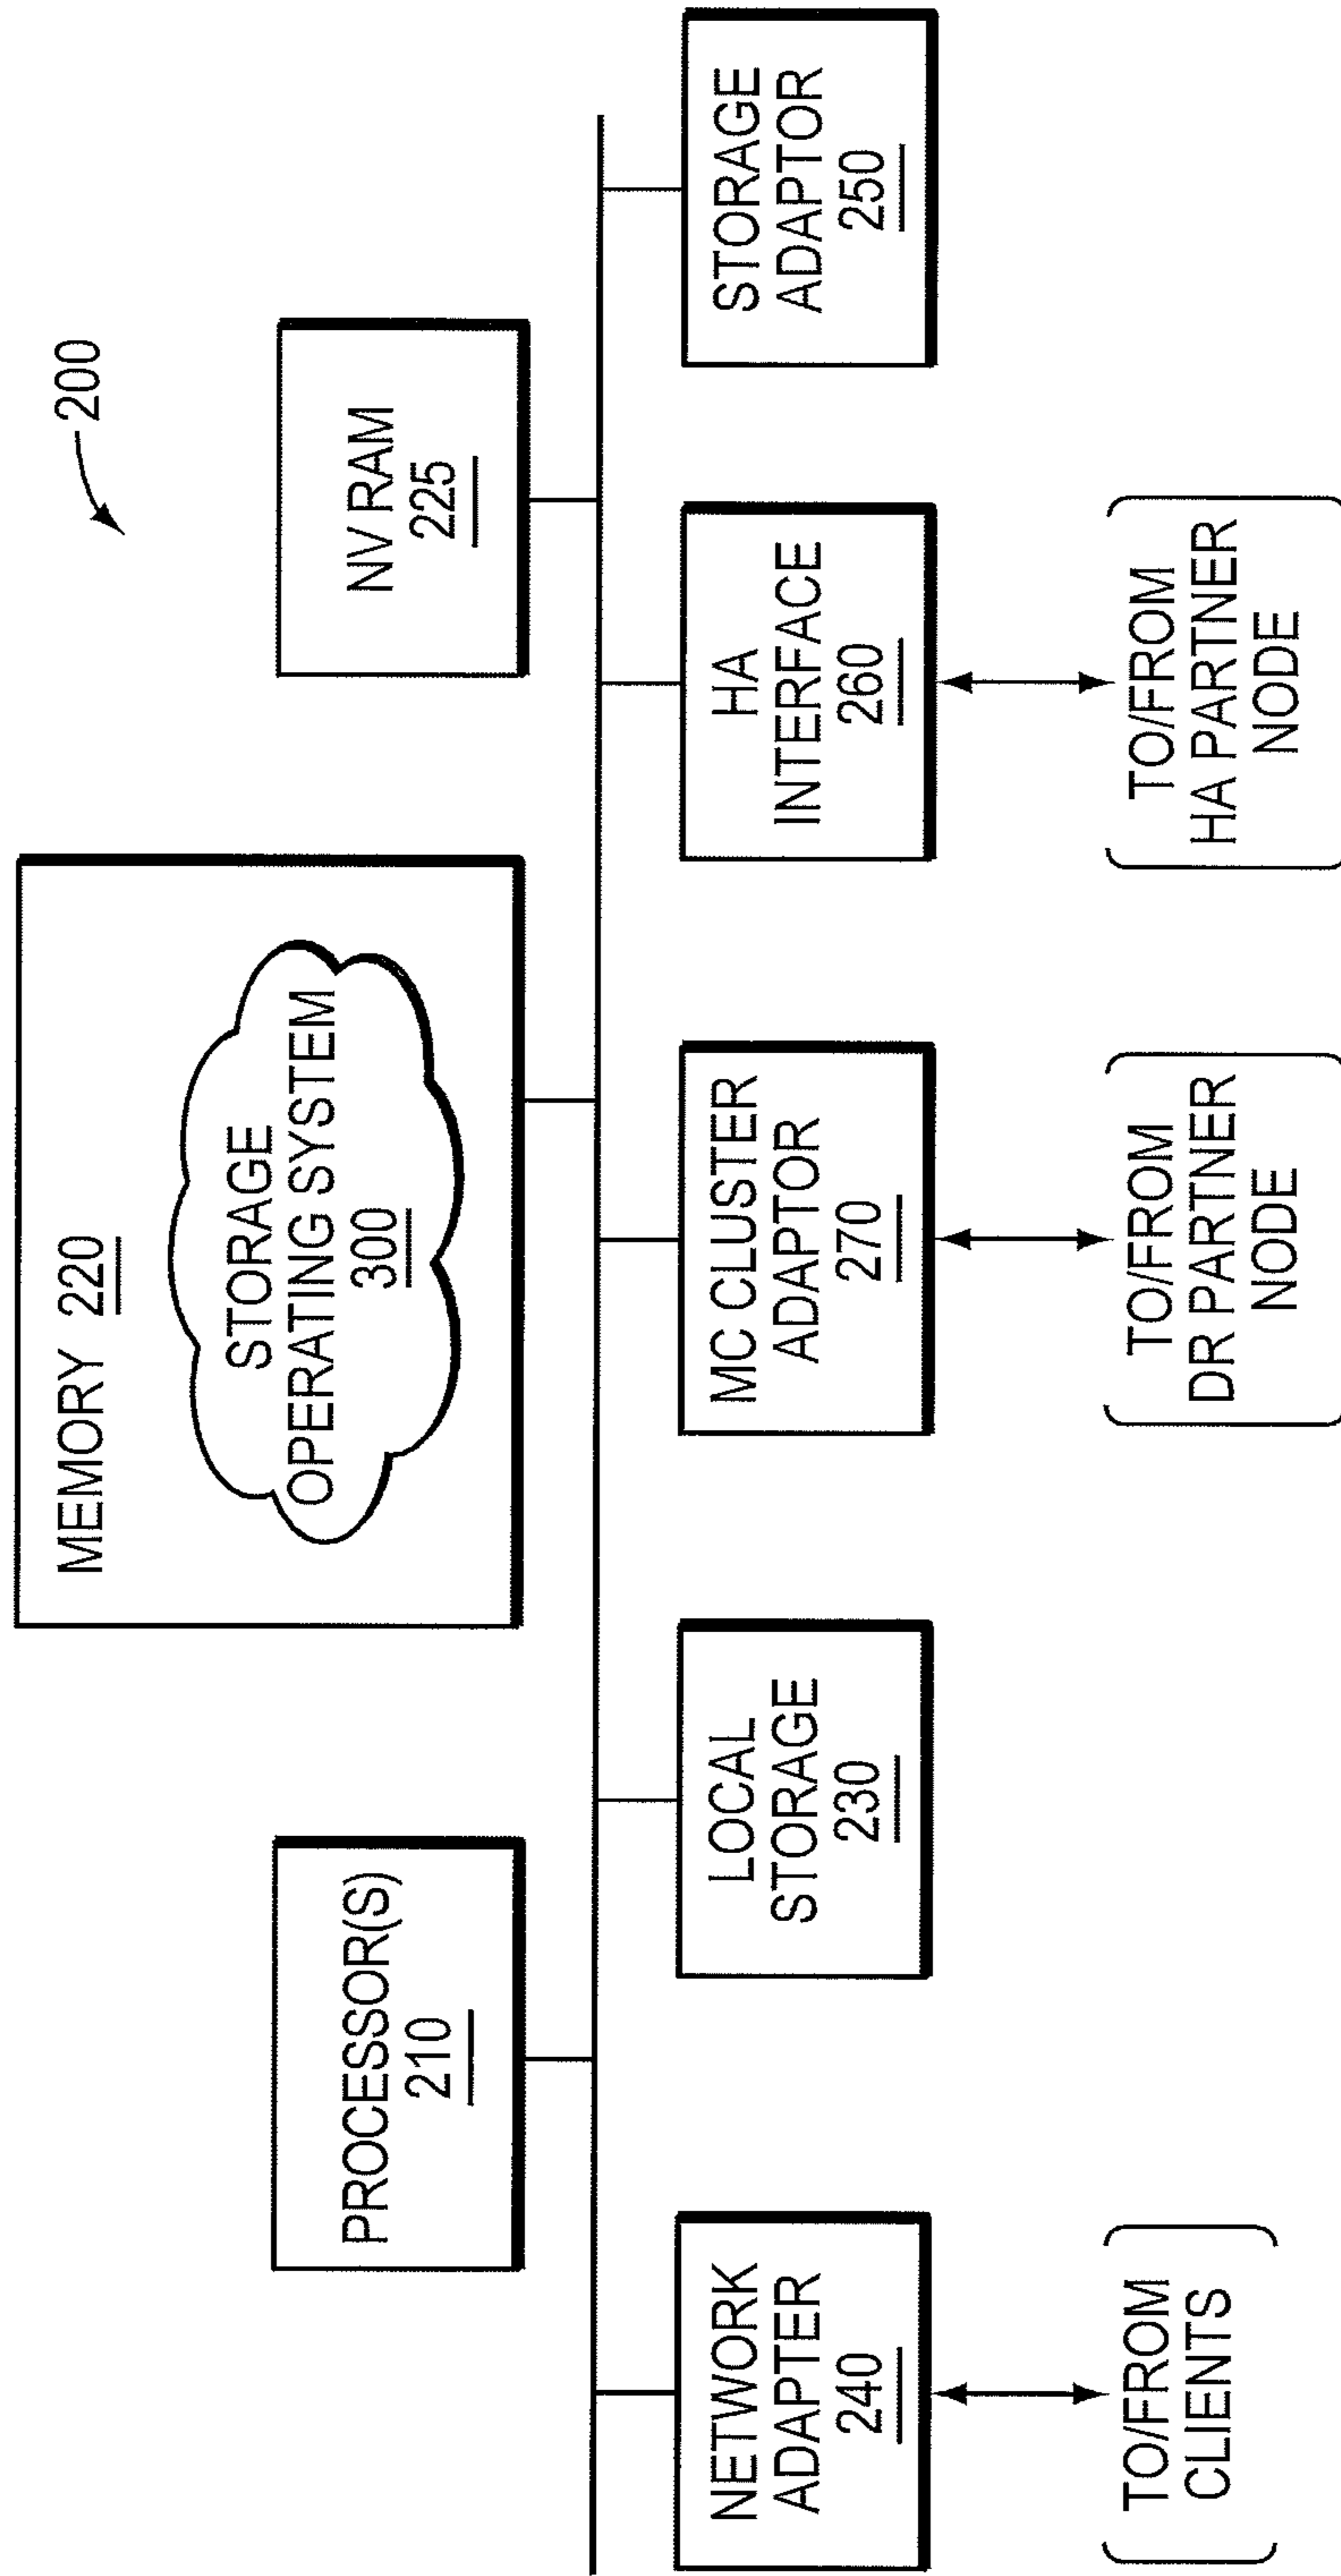 200
MEMORY 220
STORAGE
OPERATING SYSTEM
300
PROCESSOR(S)
210
NV RAM
225
NETWORK
ADAPTER
240
LOCAL
STORAGE
230
MC CLUSTER
ADAPTOR
270
HA
INTERFACE
260
STORAGE
ADAPTOR
250
TO/FROM
CLIENTS
TO/FROM
DR PARTNER
NODE
TO/FROM
HA PARTNER
NODE